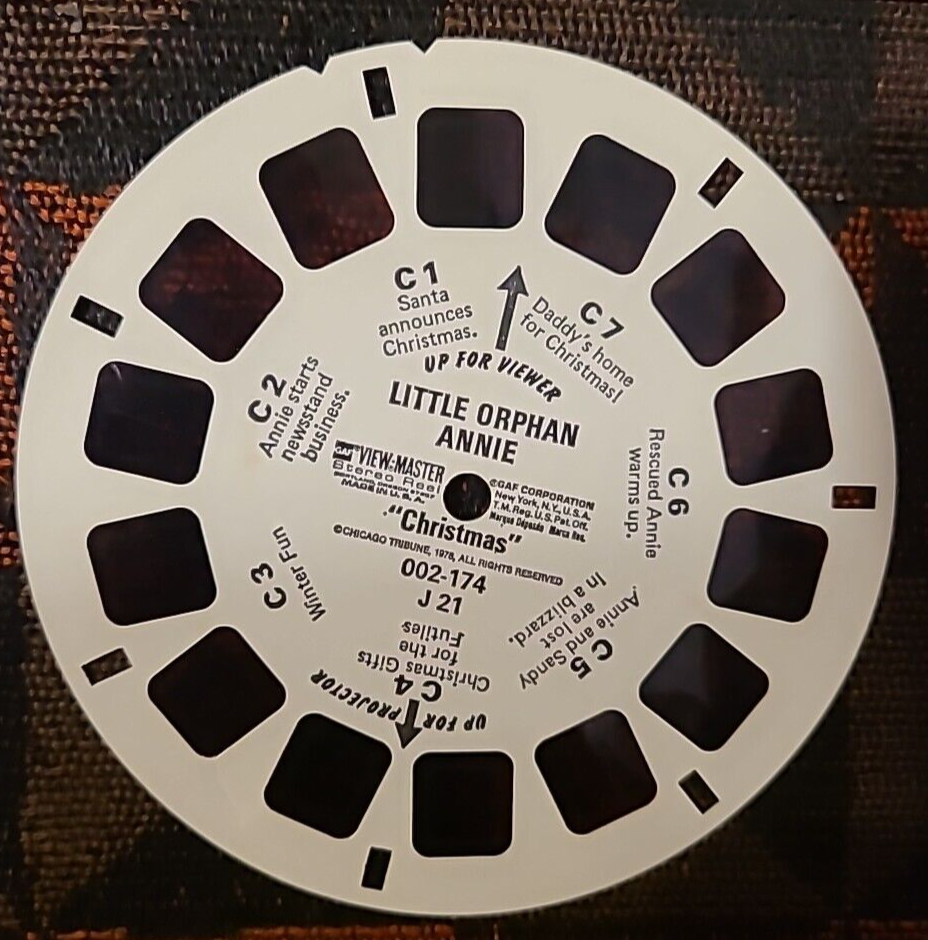 C 1
Santa
announces
Christmas.
C 7
Daddy's home
for Christmas!
UP FOR VIEWER
LITTLE ORPHAN
ANNIE
C 2
Annie starts
newsstand
business.
C 6
Rescued Annie
warms up.
GAF VIEW-MASTER
Stereo Reel
PORTLAND, OREGON 97207
MADE IN U.S.A.
©GAF CORPORATION
New York, N.Y., U.S.A.
T.M. Reg. U.S. Pat. Off.
Marque Déposée Marca Reg.
"Christmas"
©CHICAGO TRIBUNE, 1978, ALL RIGHTS RESERVED
002-174
J 21
C 3
Winter Fun
C 5
Annie and Sandy
are lost
in a blizzard.
C 4
Christmas Gifts
for the
Futiles
UP FOR PROJECTOR